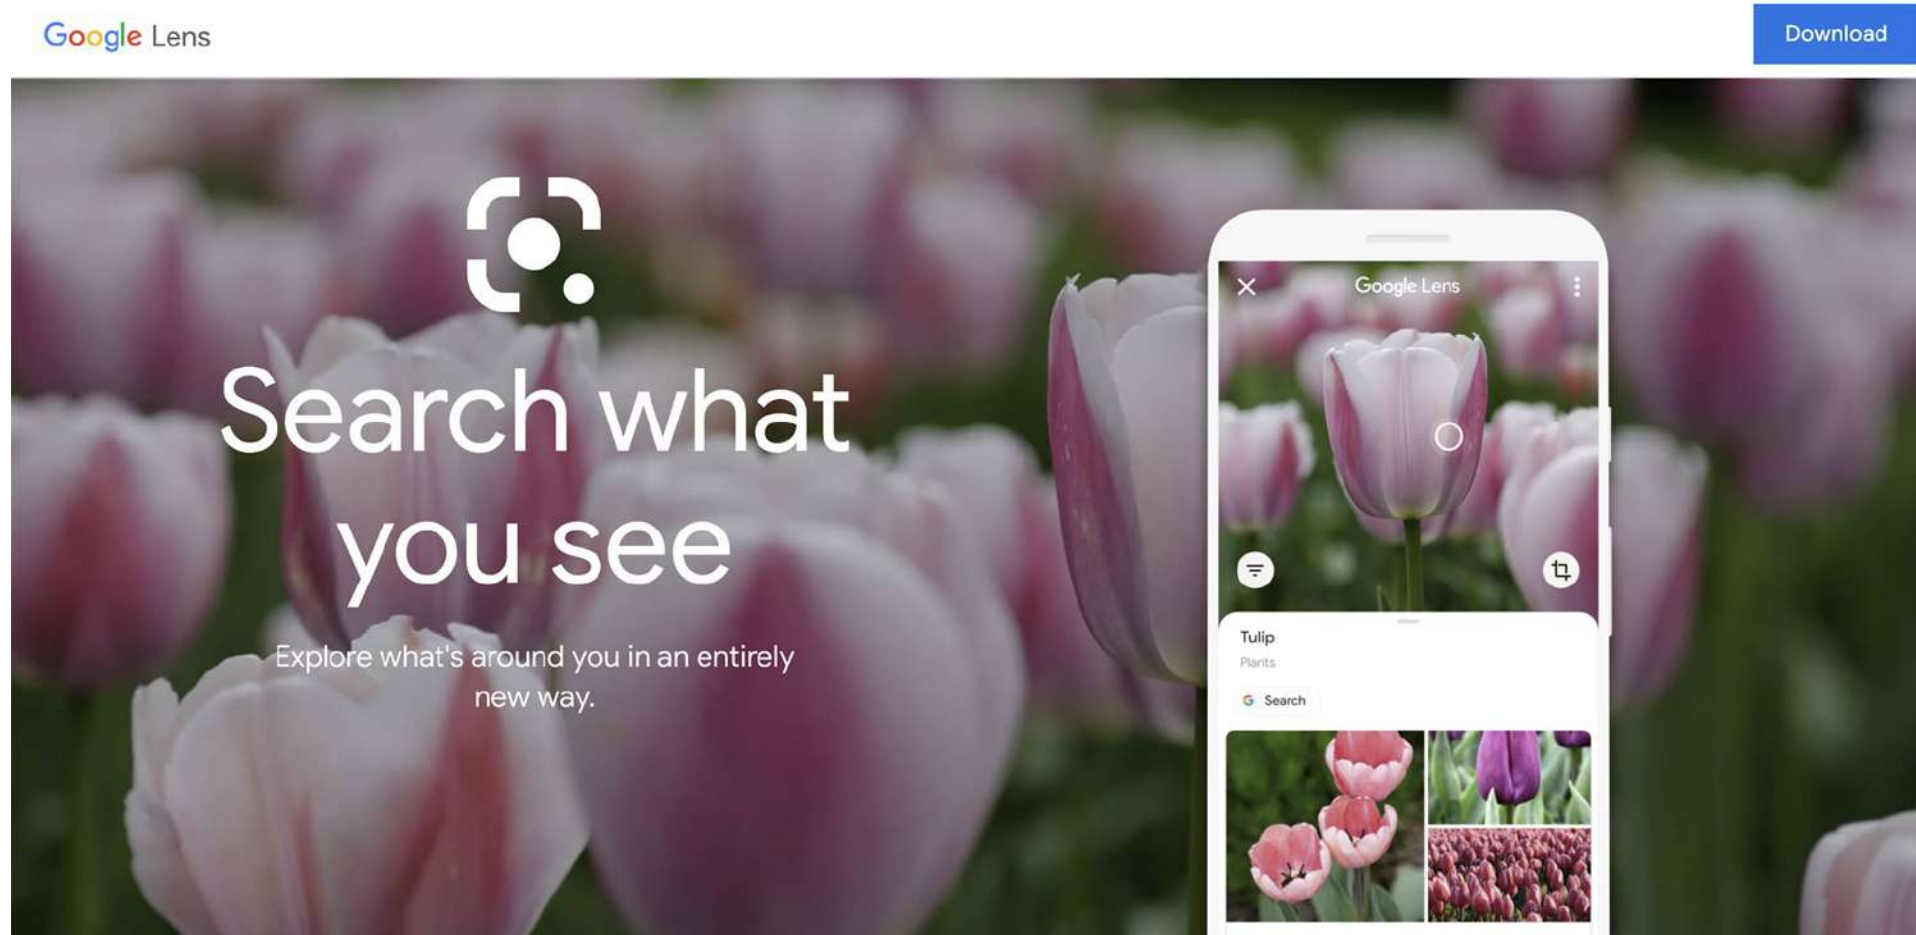 Google Lens
Download
Search what
you see
Explore what's around you in an entirely
new way.
Google Lens
Tulip
Plants
G Search